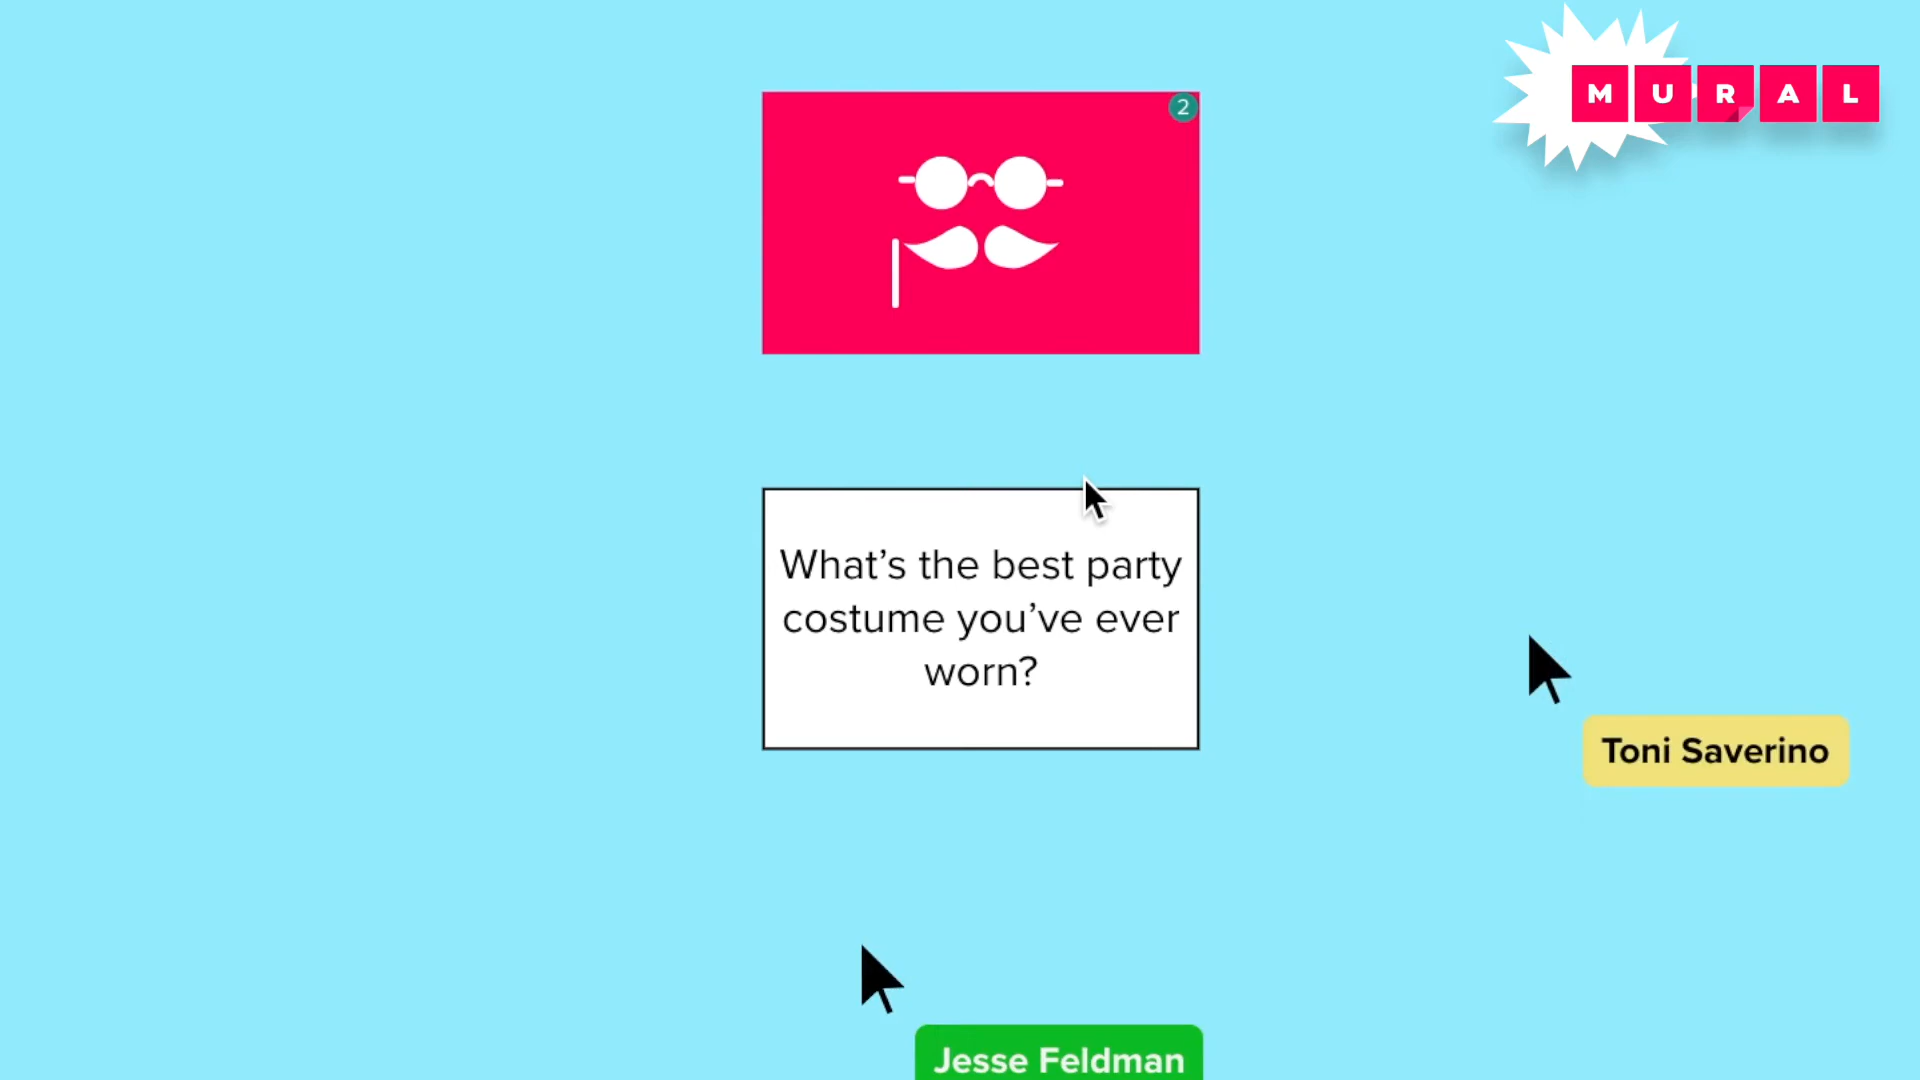 MURAL
2
What’s the best party
costume you’ve ever
worn?
Toni Saverino
Jesse Feldman